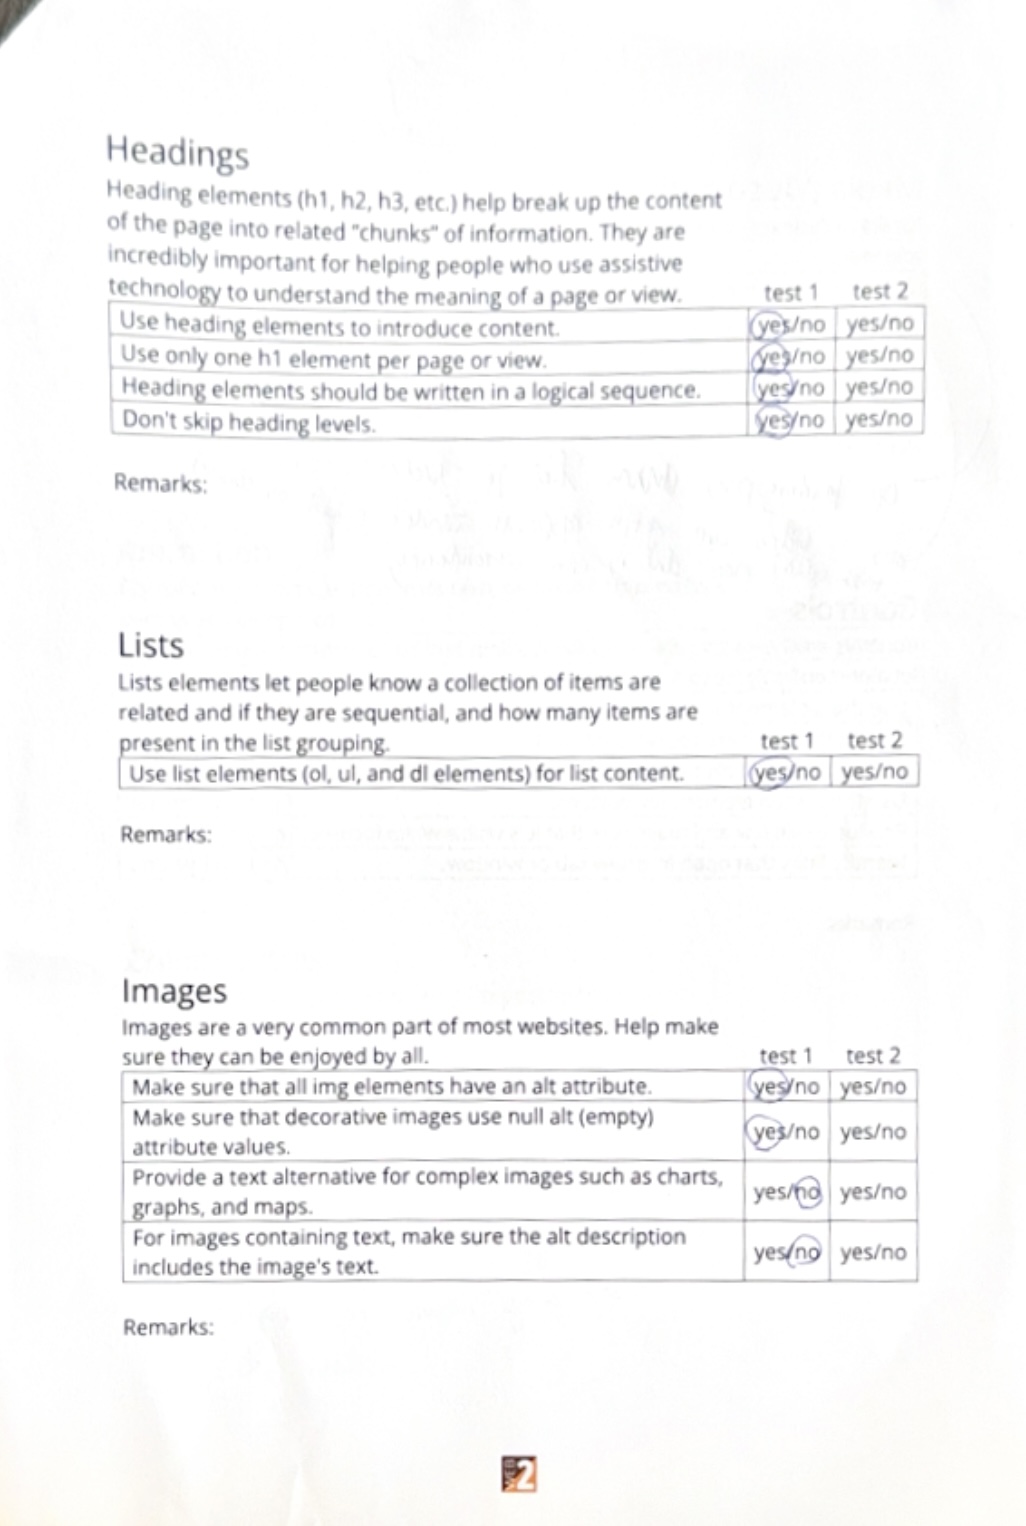 Headings
Heading elements (h1, h2, h3, etc.) help break up the content
of the page into related "chunks" of information. They are
incredibly important for helping people who use assistive
technology to understand the meaning of a page or view. test 1 test 2
Use heading elements to introduce content. yes/no yes/no
Use only one h1 element per page or view. yes/no yes/no
Heading elements should be written in a logical sequence. yes/no yes/no
Don't skip heading levels. yes/no yes/no
Remarks:
Lists
Lists elements let people know a collection of items are
related and if they are sequential, and how many items are
present in the list grouping. test 1 test 2
Use list elements (ol, ul, and dl elements) for list content. yes/no yes/no
Remarks:
Images
Images are a very common part of most websites. Help make
sure they can be enjoyed by all. test 1 test 2
Make sure that all img elements have an alt attribute. yes/no yes/no
Make sure that decorative images use null alt (empty)
attribute values. yes/no yes/no
Provide a text alternative for complex images such as charts,
graphs, and maps. yes/no yes/no
For images containing text, make sure the alt description
includes the image's text. yes/no yes/no
Remarks:
WEB 2